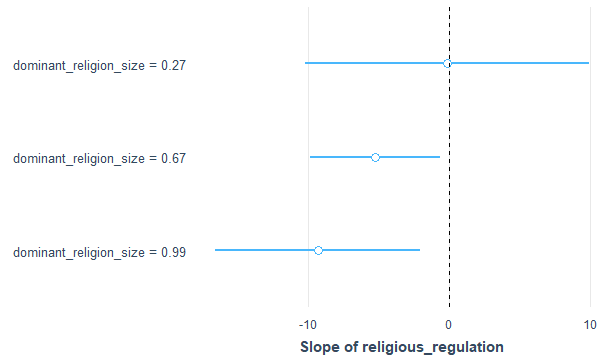 dominant_religion_size = 0.27
dominant_religion_size = 0.67
dominant_religion_size = 0.99
-10 0 10
Slope of religious_regulation